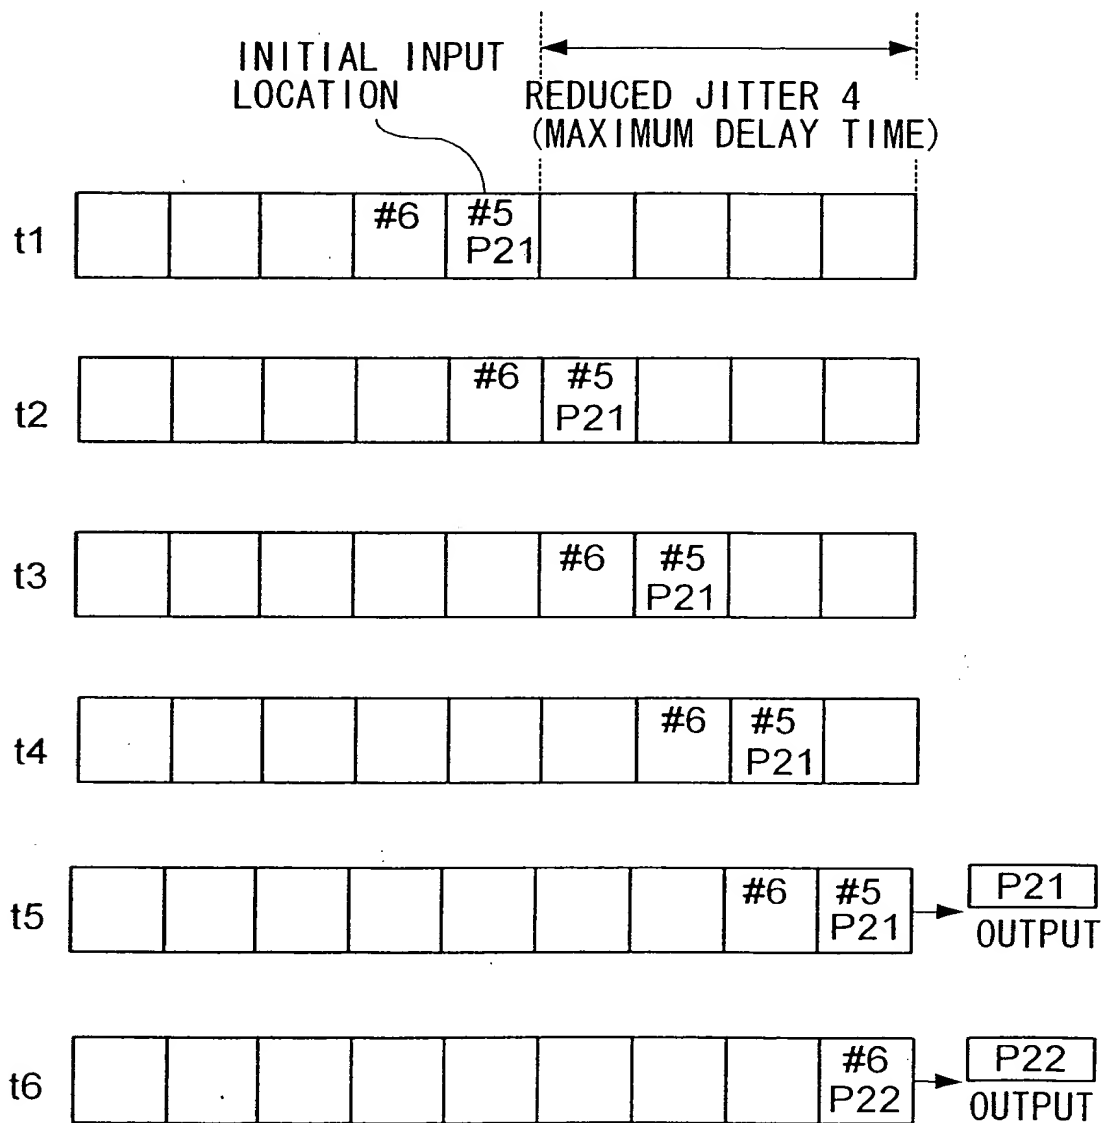 INITIAL INPUT
LOCATION
REDUCED JITTER 4
(MAXIMUM DELAY TIME)
t1
#6
#5
P21
t2
#6
#5
P21
t3
#6
#5
P21
t4
#6
#5
P21
t5
#6
#5
P21
P21
OUTPUT
t6
#6
P22
P22
OUTPUT